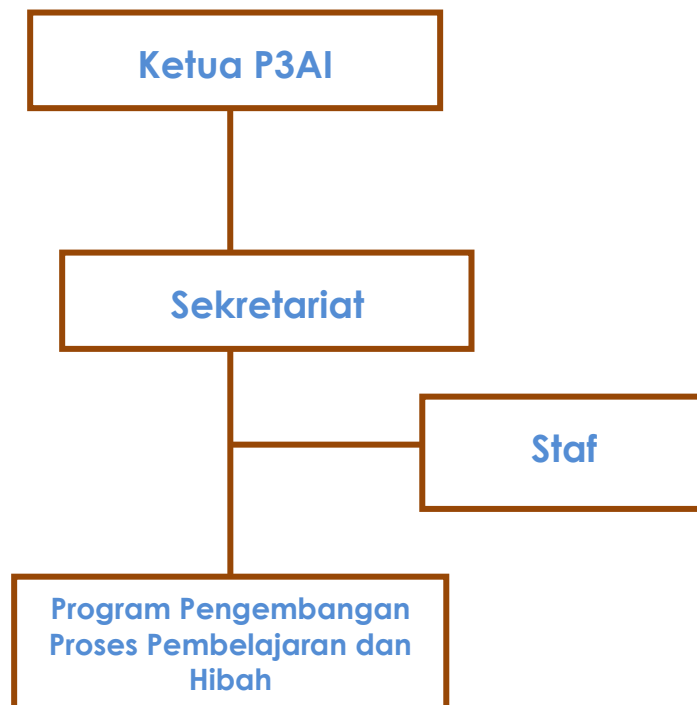 Ketua P3AI
Sekretariat
Staf
Program Pengembangan
Proses Pembelajaran dan
Hibah